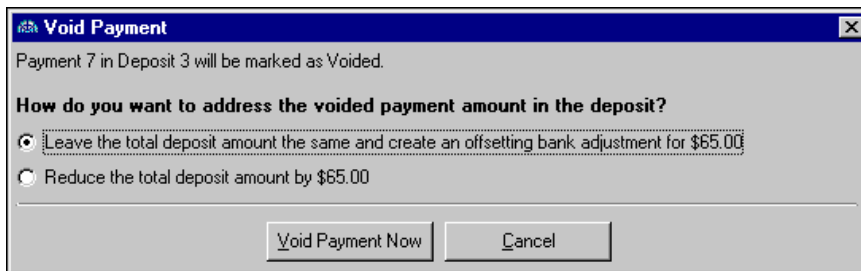 Void Payment
Payment 7 in Deposit 3 will be marked as Voided.
How do you want to address the voided payment amount in the deposit?
Leave the total deposit amount the same and create an offsetting bank adjustment for $65.00
Reduce the total deposit amount by $65.00
Void Payment Now Cancel